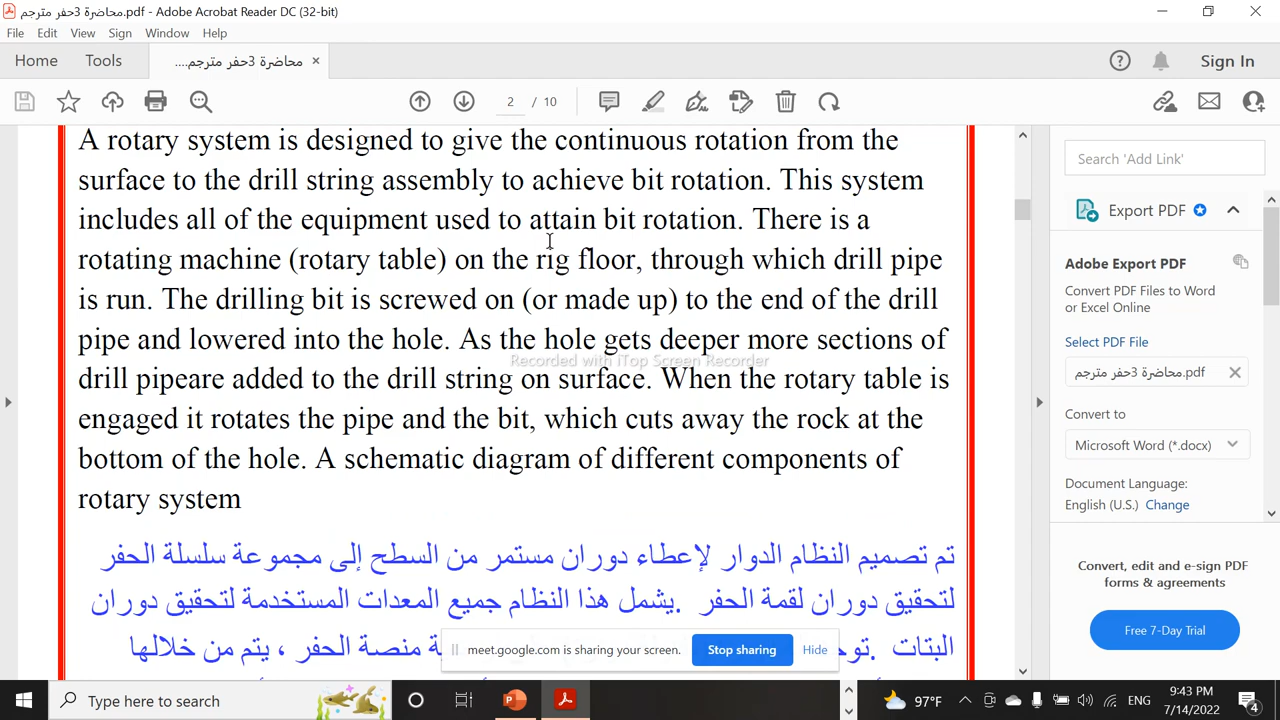 محاضرة 3حفر مترجم.pdf - Adobe Acrobat Reader DC (32-bit)
File Edit View Sign Window Help
Home Tools محاضرة 3حفر مترجم.... × Sign In
2 / 10
A rotary system is designed to give the continuous rotation from the
surface to the drill string assembly to achieve bit rotation. This system
includes all of the equipment used to attain bit rotation. There is a
rotating machine (rotary table) on the rig floor, through which drill pipe
is run. The drilling bit is screwed on (or made up) to the end of the drill
pipe and lowered into the hole. As the hole gets deeper more sections of
Recorded with iTop Screen Recorder
drill pipeare added to the drill string on surface. When the rotary table is
engaged it rotates the pipe and the bit, which cuts away the rock at the
bottom of the hole. A schematic diagram of different components of
rotary system
تم تصميم النظام الدوار لإعطاء دوران مستمر من السطح إلى مجموعة سلسلة الحفر
لتحقيق دوران لقمة الحفر .يشمل هذا النظام جميع المعدات المستخدمة لتحقيق دوران
البتات .توجد منصة الحفر ، يتم من خلالها
Search 'Add Link'
Export PDF
Adobe Export PDF
Convert PDF Files to Word
or Excel Online
Select PDF File
محاضرة 3حفر مترجم.pdf
Convert to
Microsoft Word (*.docx)
Document Language:
English (U.S.) Change
Convert, edit and e-sign PDF
forms & agreements
Free 7-Day Trial
meet.google.com is sharing your screen. Stop sharing Hide
Type here to search
97°F ENG 9:43 PM
7/14/2022 4